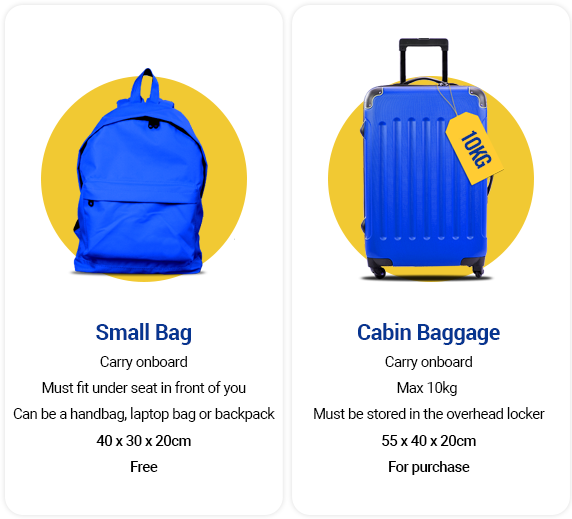 Small Bag
Carry onboard
Must fit under seat in front of you
Can be a handbag, laptop bag or backpack
40 x 30 x 20cm
Free
10KG
Cabin Baggage
Carry onboard
Max 10kg
Must be stored in the overhead locker
55 x 40 x 20cm
For purchase